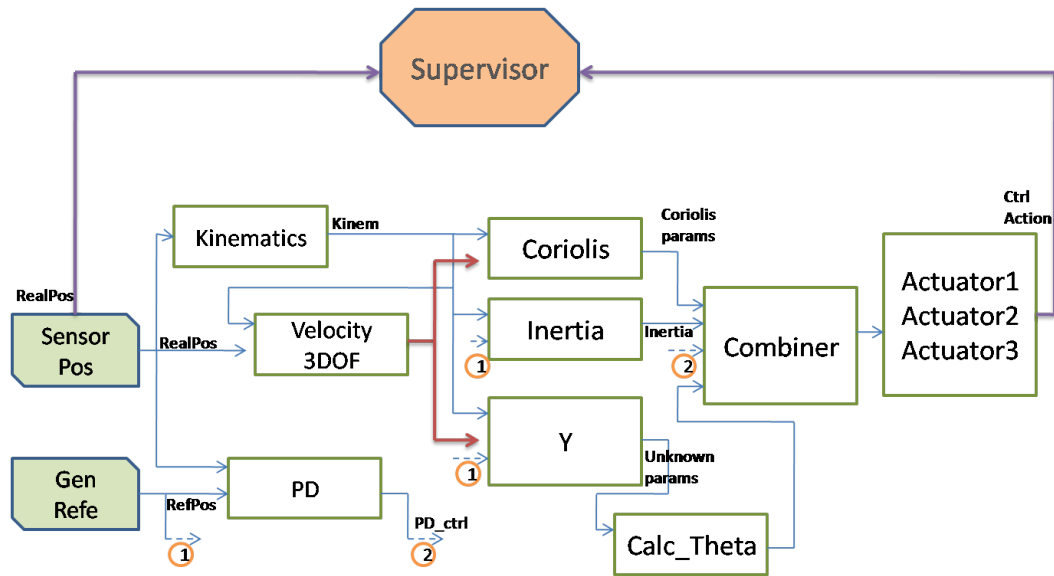 Supervisor
Ctrl
Action
Kinem
Coriolis
params
Kinematics
Coriolis
RealPos
Sensor
Pos
RealPos
Velocity
3DOF
Inertia
1
Inertia
2
Combiner
Actuator1
Actuator2
Actuator3
Y
1
Unknown
params
Gen
Refe
RefPos
1
PD
PD_ctrl
2
Calc_Theta